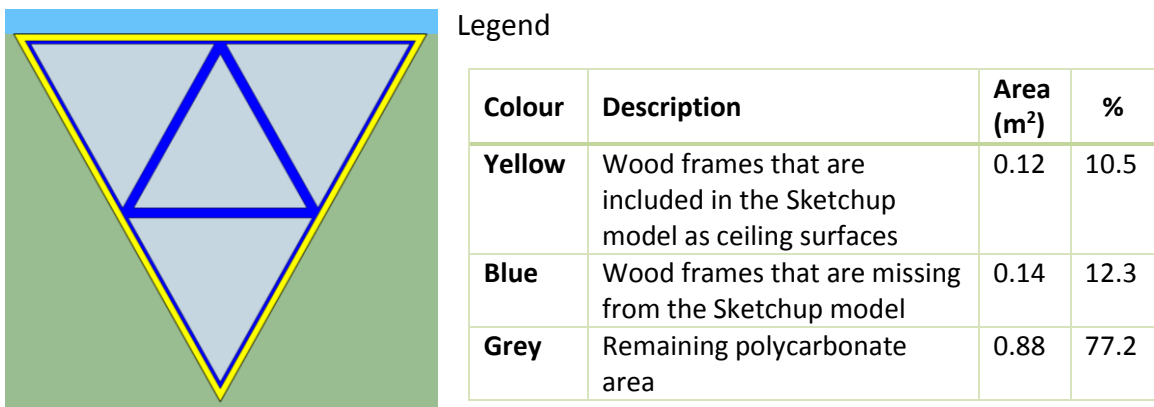 Legend
Colour Description Area (m²) %
Yellow Wood frames that are 0.12 10.5
included in the Sketchup
model as ceiling surfaces
Blue Wood frames that are missing 0.14 12.3
from the Sketchup model
Grey Remaining polycarbonate 0.88 77.2
area